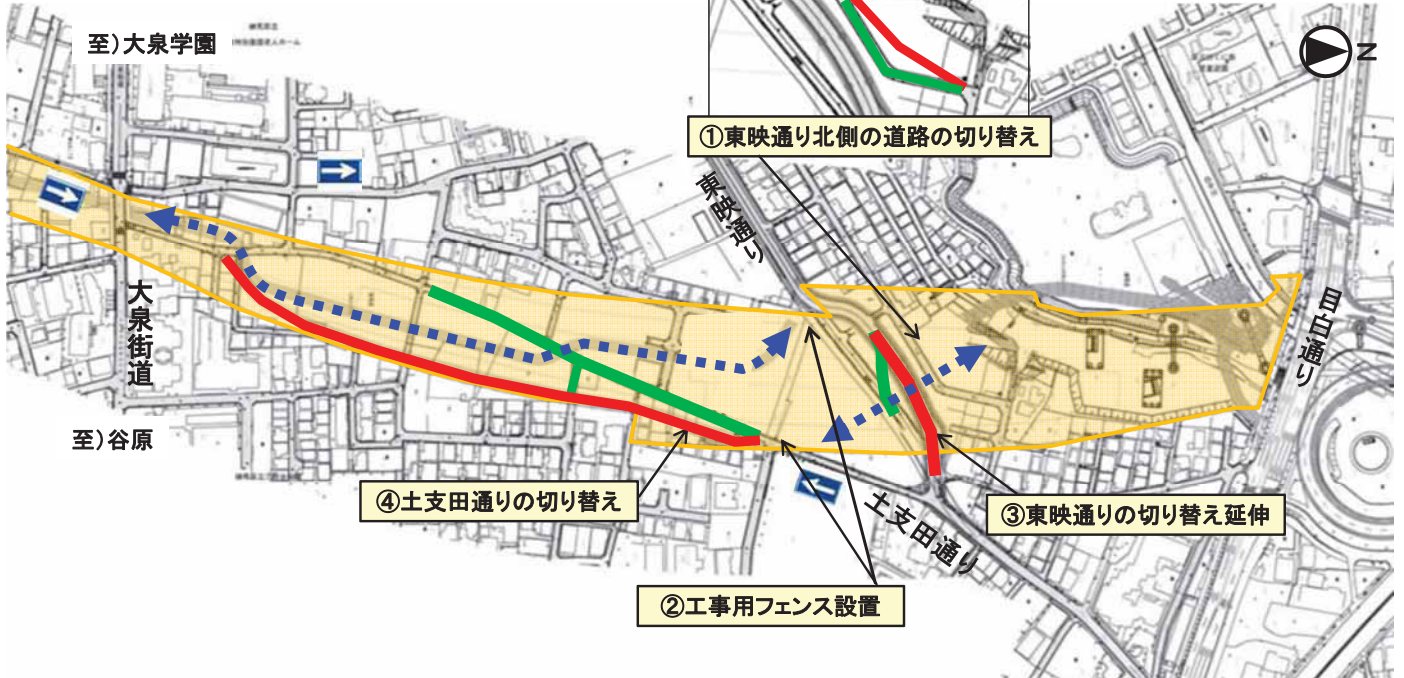 至)大泉学園
N
①東映通り北側の道路の切り替え
東映通り
大泉街道
目白通り
至)谷原
④土支田通りの切り替え
土支田通り
③東映通りの切り替え延伸
②工事用フェンス設置